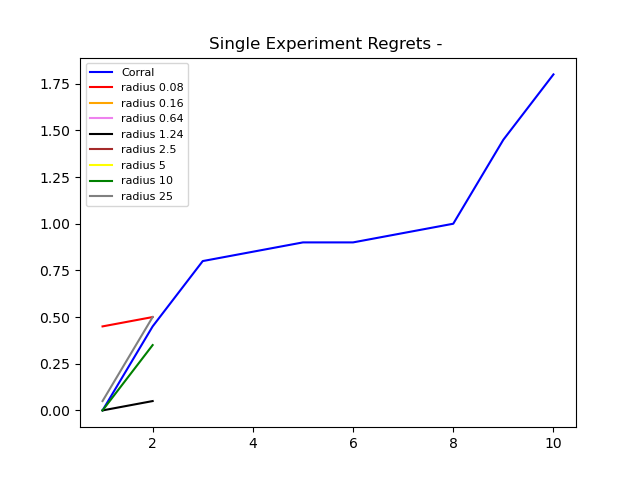 Single Experiment Regrets -
Corral
radius 0.08
radius 0.16
radius 0.64
radius 1.24
radius 2.5
radius 5
radius 10
radius 25
1.75
1.50
1.25
1.00
0.75
0.50
0.25
0.00
2 4 6 8 10